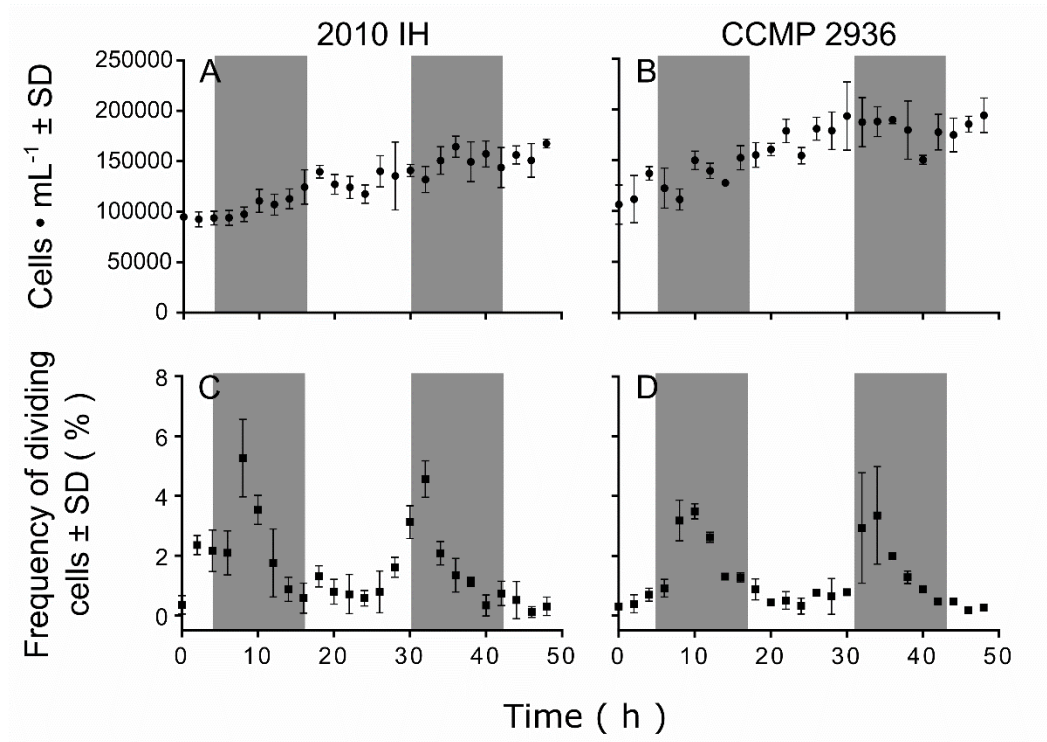 2010 IH
CCMP 2936
Cells • mL⁻¹ ± SD
250000
200000
150000
100000
50000
0
A
B
Frequency of dividing
cells ± SD ( % )
8
6
4
2
0
C
D
0
10
20
30
40
50
0
10
20
30
40
50
Time ( h )